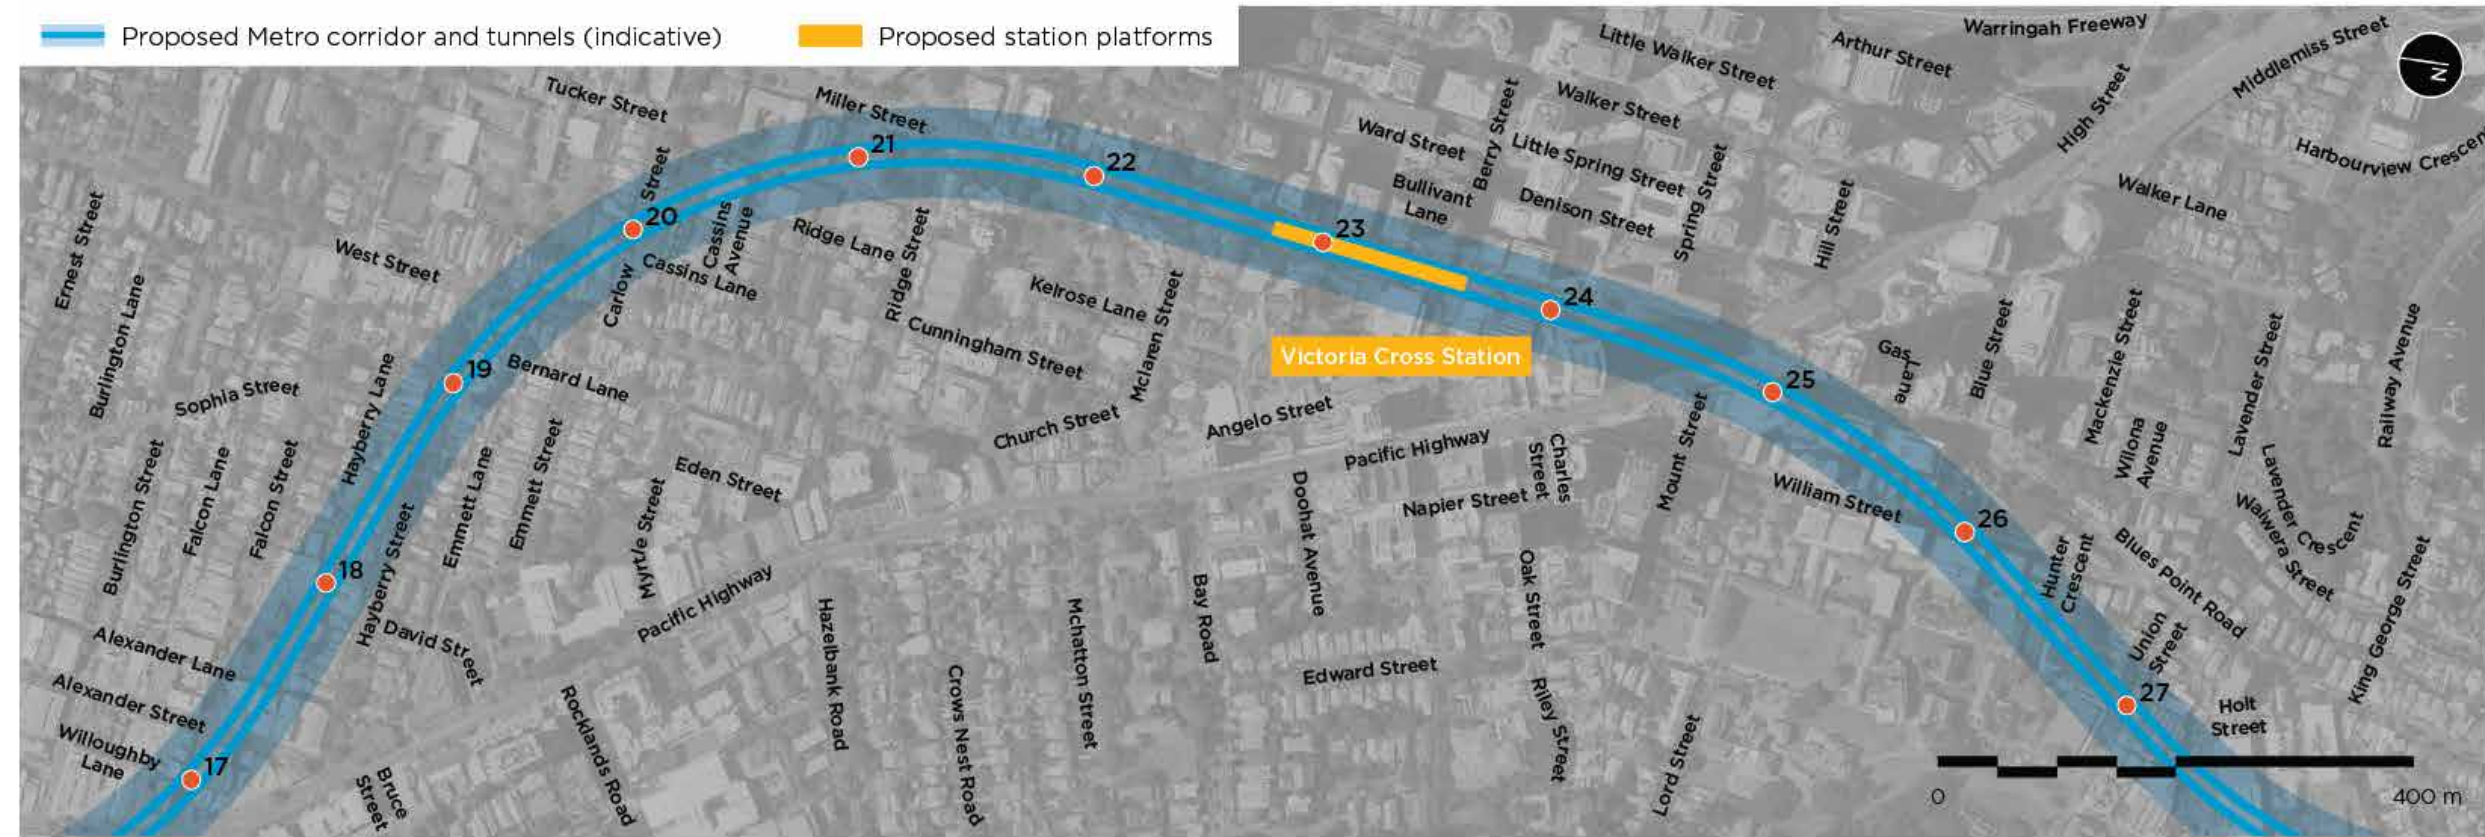 Proposed Metro corridor and tunnels (indicative)
Proposed station platforms
Warringah Freeway
Little Walker Street
Arthur Street
Middlemiss Street
N
Tucker Street
Miller Street
Walker Street
High Street
Ward Street
Berry Street
Little Spring Street
Harbourview Crescen
21
22
Street
20
Cassins
Avenue
Bullivant
Lane
Denison Street
Spring Street
Hill Street
Walker Lane
23
Ernest Street
West Street
Ridge Lane
Ridge Street
Carlow
Cassins Lane
Kelrose Lane
Mclaren Street
24
Burlington Lane
Cunningham Street
Victoria Cross Station
Gas
Lane
Blue Street
Mackenzie Street
Lavender Street
Railway Avenue
19
Bernard Lane
Sophia Street
Hayberry Lane
25
Church Street
Angelo Street
Pacific Highway
Charles
Street
Mount Street
Wilona
Avenue
Burlington Street
Falcon Lane
Falcon Street
Emmett Lane
Emmett Street
Eden Street
Myrtle Street
Doohat Avenue
Napier Street
William Street
Lavender Crescent
Waiwera Street
26
18
Hayberry Street
Pacific Highway
Hazelbank Road
Mchatton Street
Bay Road
Oak Street
Hunter
Crescent
Blues Point Road
King George Street
David Street
Alexander Lane
Alexander Street
Edward Street
Union
Street
27
Willoughby
Lane
17
Bruce
Street
Rocklands Road
Crows Nest Road
Riley Street
Lord Street
Holt
Street
0
400 m